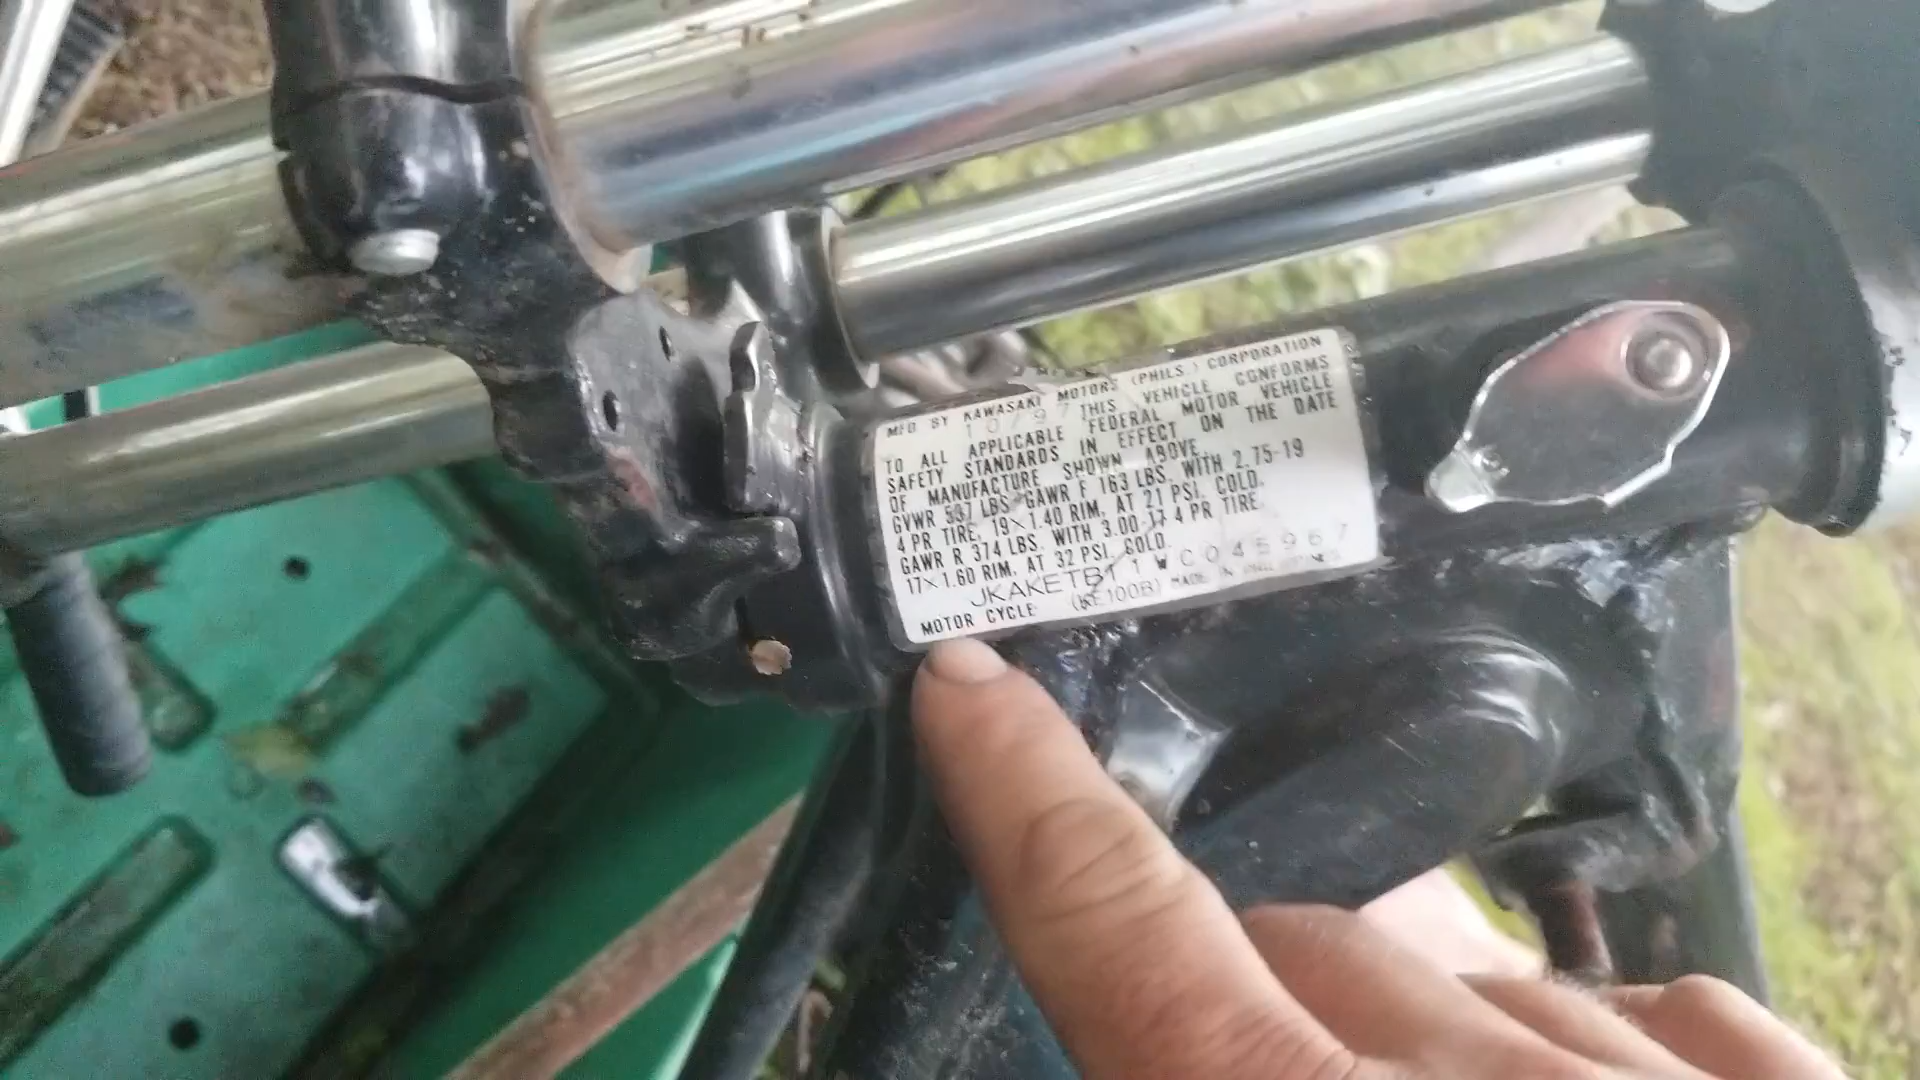 MFD BY KAWASAKI MOTORS (PHILS.) CORPORATION
10/97 THIS VEHICLE CONFORMS
TO ALL APPLICABLE FEDERAL MOTOR VEHICLE
SAFETY STANDARDS IN EFFECT ON THE DATE
OF MANUFACTURE SHOWN ABOVE.
GVWR 537 LBS GAWR F 163 LBS. WITH 2.75-19
4 PR TIRE, 19×1.40 RIM, AT 21 PSI. COLD.
GAWR R 374 LBS. WITH 3.00-17 4 PR TIRE
17×1.60 RIM, AT 32 PSI. COLD.
JKAKETB11WC045967
MOTOR CYCLE (KE100B) MADE IN